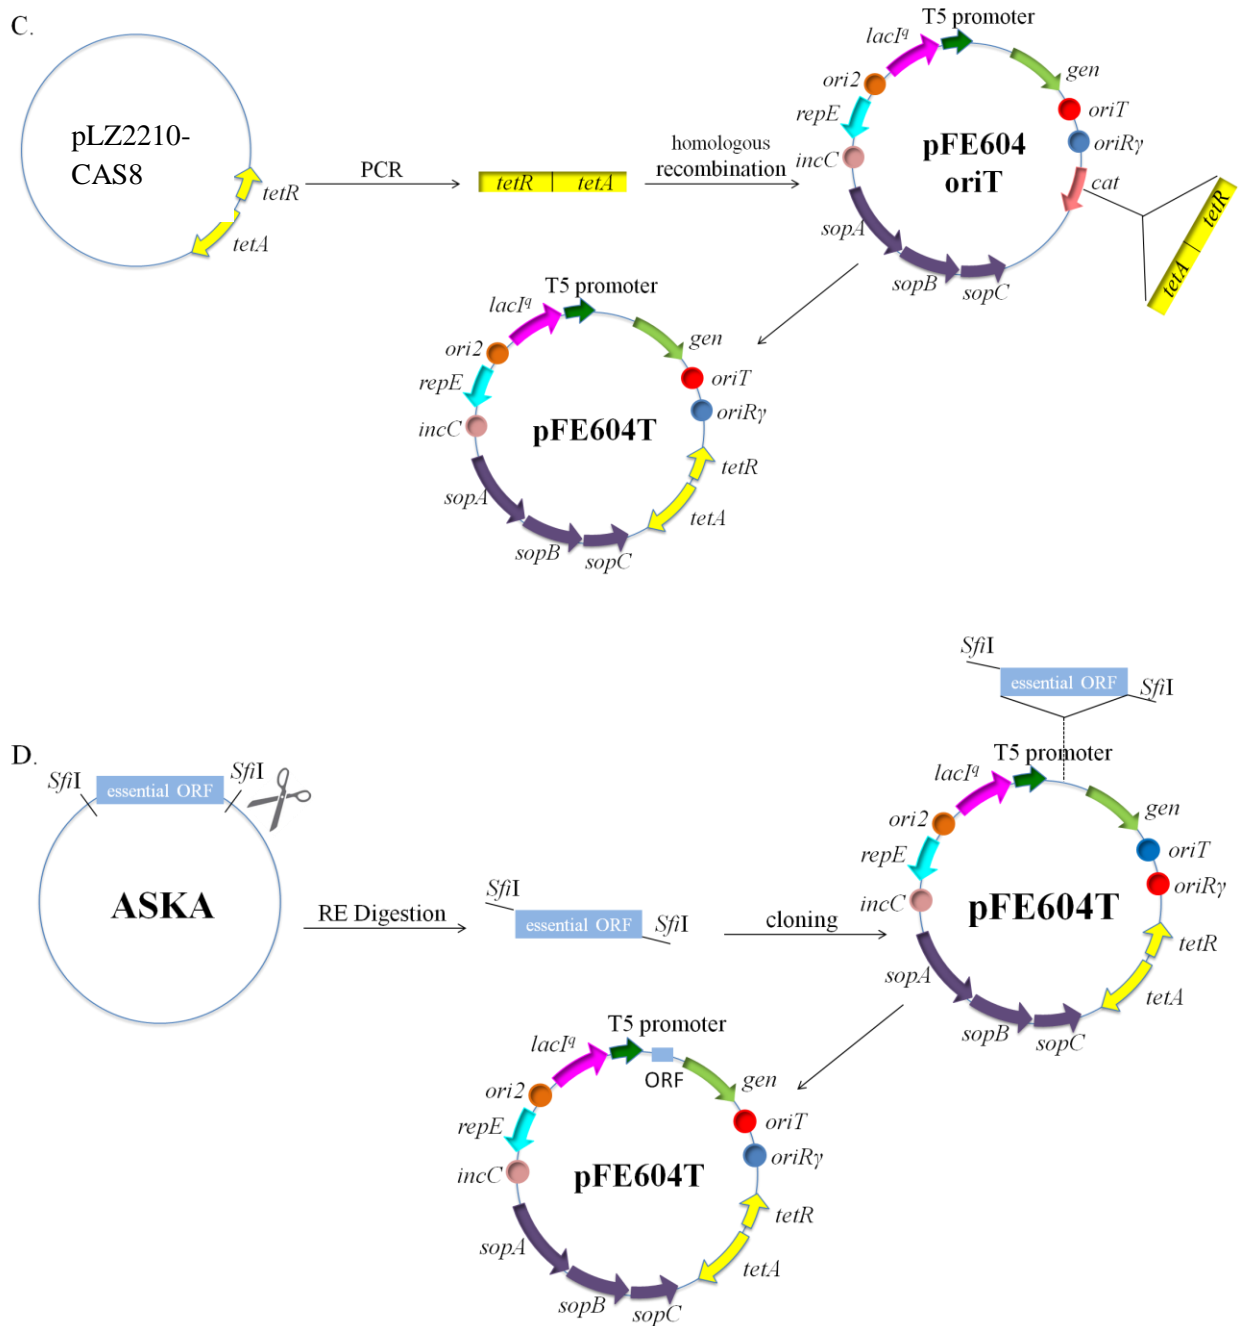 C.
pLZ2210-
CAS8
tetR
tetA
PCR
tetR tetA
homologous
recombination
T5 promoter
lacIq
ori2
repE
incC
sopA
sopB
sopC
gen
oriT
oriRγ
cat
pFE604
oriT
tetA tetR
T5 promoter
lacIq
ori2
repE
incC
sopA
sopB
sopC
gen
oriT
oriRγ
tetR
tetA
pFE604T
D.
SfiI
essential ORF
SfiI
ASKA
RE Digestion
SfiI
essential ORF
SfiI
cloning
SfiI
essential ORF
SfiI
T5 promoter
lacIq
ori2
repE
incC
sopA
sopB
sopC
gen
oriT
oriRγ
tetR
tetA
pFE604T
T5 promoter
lacIq
ORF
ori2
repE
incC
sopA
sopB
sopC
gen
oriT
oriRγ
tetR
tetA
pFE604T